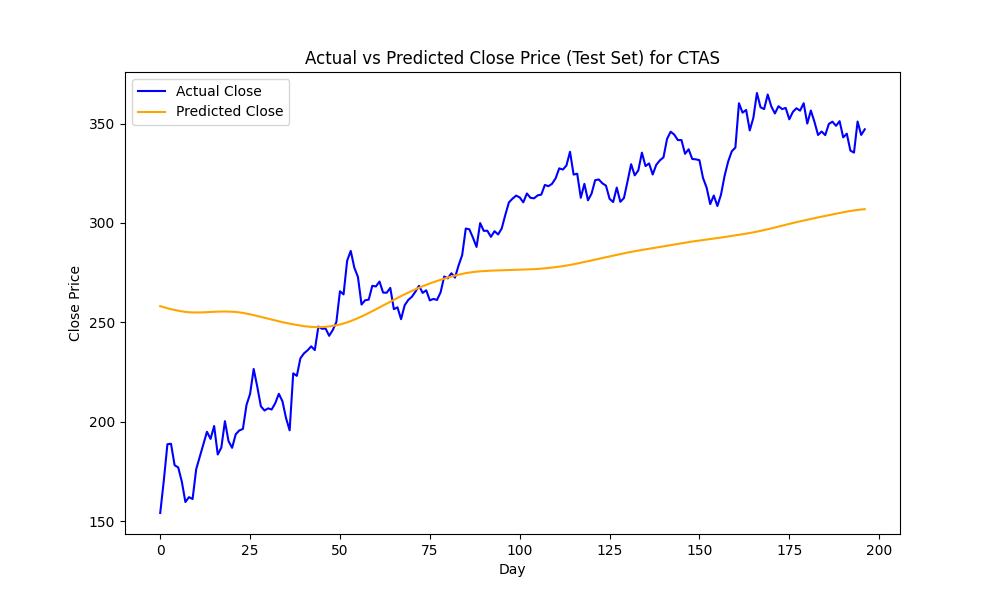 Actual vs Predicted Close Price (Test Set) for CTAS
Actual Close
Predicted Close
350
300
250
200
150
Close Price
0 25 50 75 100 125 150 175 200
Day